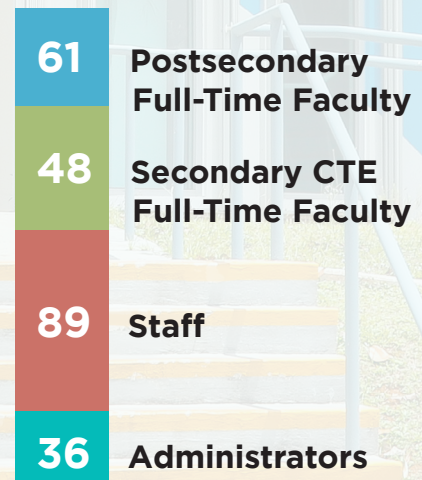 61 Postsecondary
Full-Time Faculty
48 Secondary CTE
Full-Time Faculty
89 Staff
36 Administrators